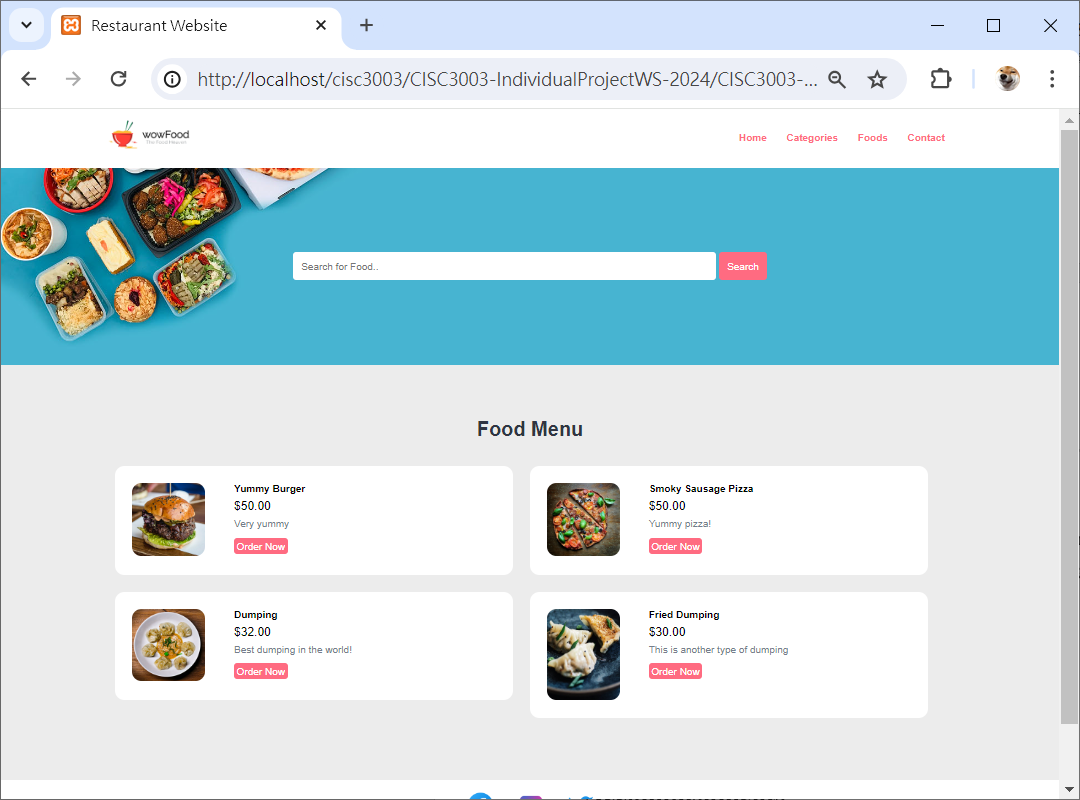 Restaurant Website
http://localhost/cisc3003/CISC3003-IndividualProjectWS-2024/CISC3003-...
wowFood
The Food Heaven
Home Categories Foods Contact
Search for Food.. Search
Food Menu
Yummy Burger
$50.00
Very yummy
Order Now
Smoky Sausage Pizza
$50.00
Yummy pizza!
Order Now
Dumping
$32.00
Best dumping in the world!
Order Now
Fried Dumping
$30.00
This is another type of dumping
Order Now